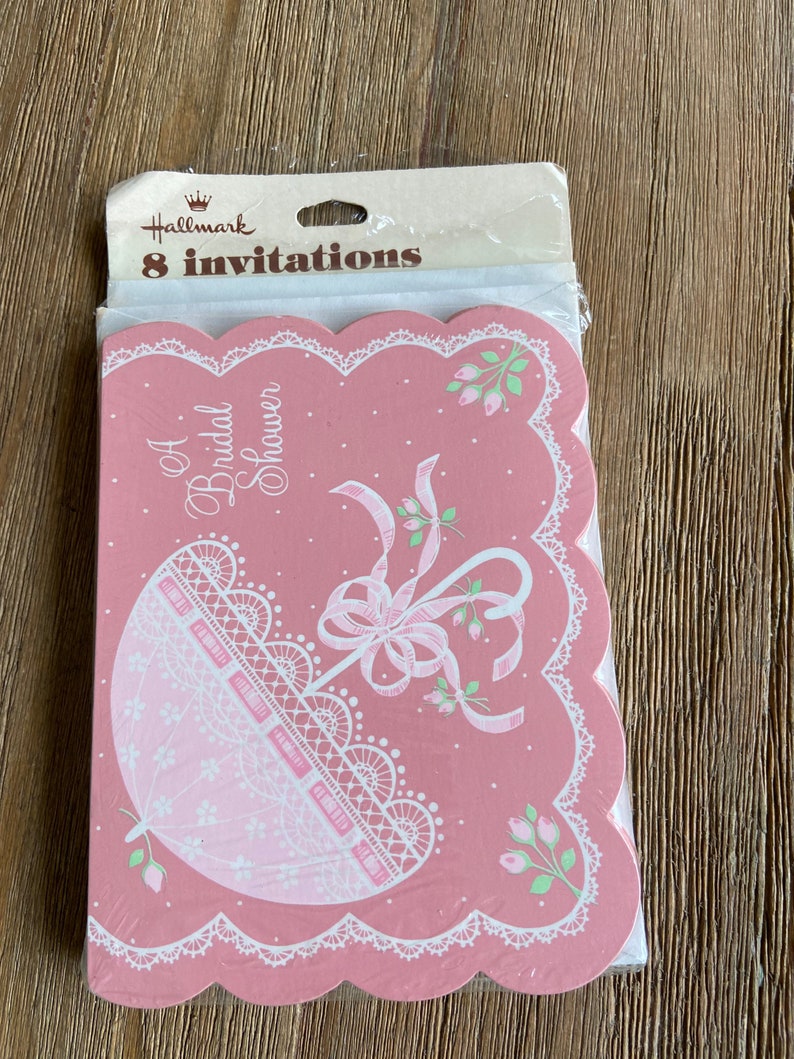 Hallmark
8 invitations
A
Bridal
Shower